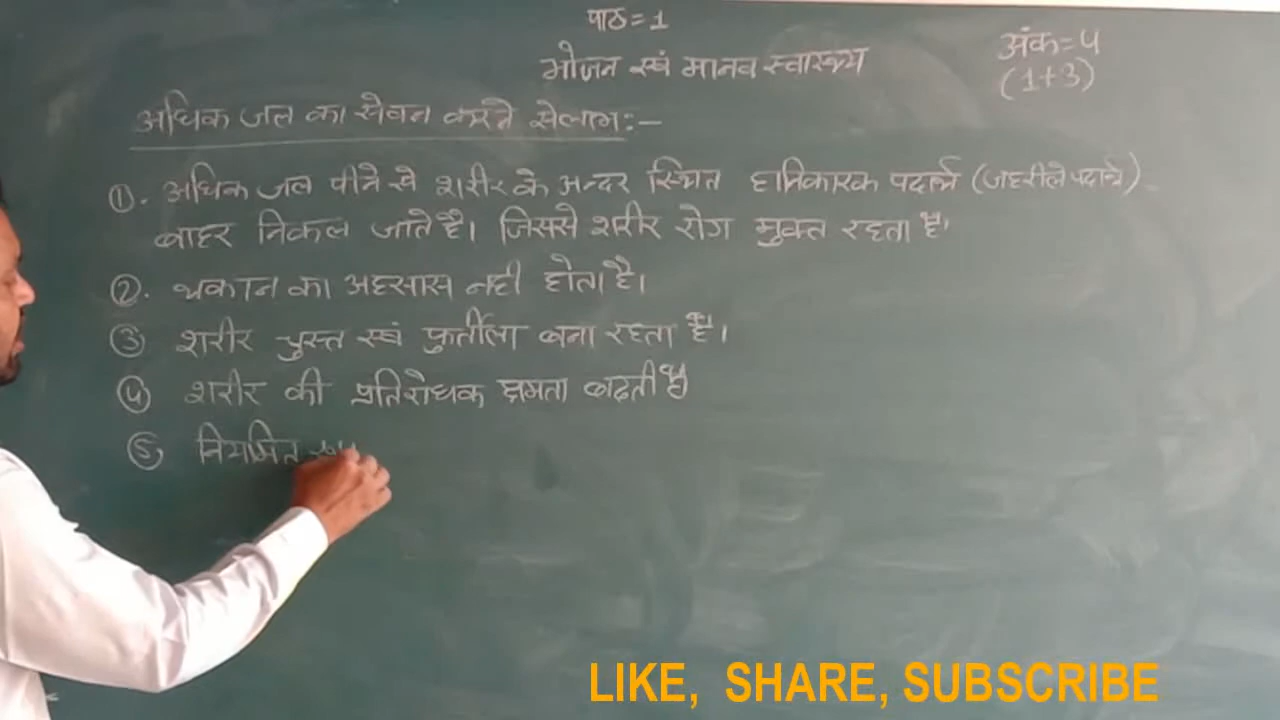 पाठ=1
भोजन एवं मानव स्वास्थ्य
अंक=4
(1+3)
अधिक जल का सेवन करने से लाभ:-
①. अधिक जल पीने से शरीर के अन्दर स्थित हानिकारक पदार्थ (जहरीले पदार्थ)
बाहर निकल जाते है। जिससे शरीर रोग मुक्त रहता है।
②. थकान का अहसास नही होता है।
③ शरीर चुस्त एवं फुर्तीला बना रहता है।
④ शरीर की प्रतिरोधक क्षमता बढ़ती है
⑤ नियमित रूप
LIKE, SHARE, SUBSCRIBE